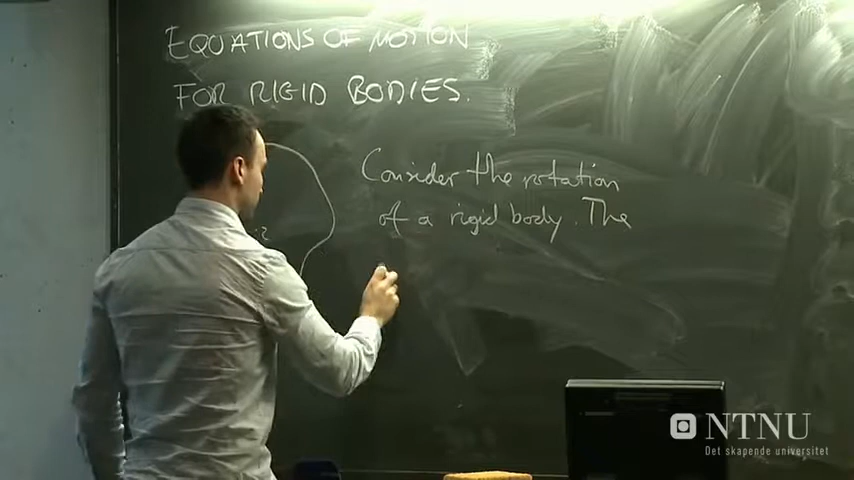 EQUATIONS OF MOTION
FOR RIGID BODIES.
Consider the rotation
of a rigid body. The
NTNU
Det skapende universitet